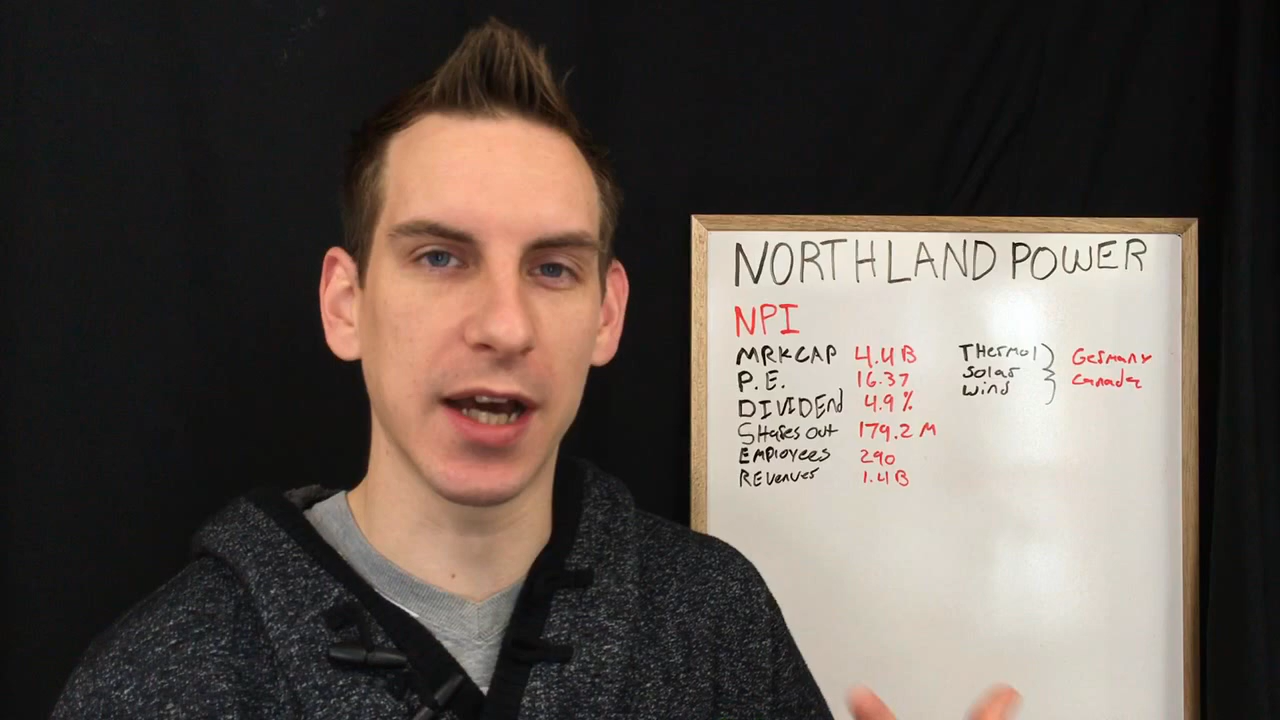 NORTHLAND POWER
NPI
MRKCAP 4.4B
P.E. 16.37
DIVIDEND 4.9%
Shares out 179.2 M
EMPloyees 290
REvenues 1.4B
THermal
Solar
Wind
Germany
Canada